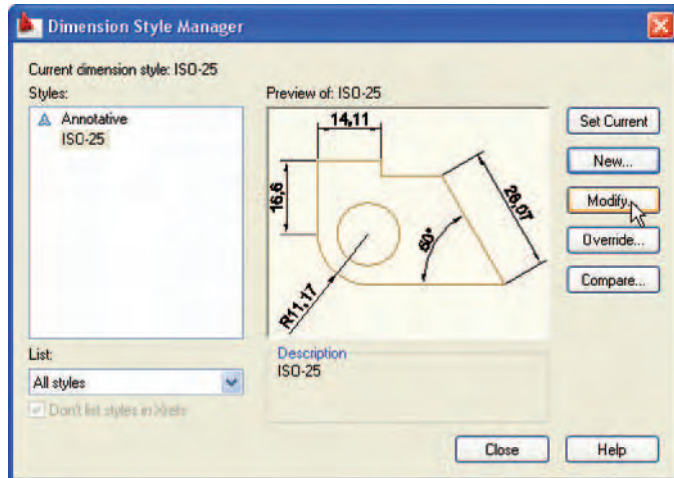 Dimension Style Manager
Current dimension style: ISO-25
Styles:
Annotative
ISO-25
Preview of: ISO-25
14,11
16,6
28,07
60°
R11,17
Set Current
New...
Modify...
Override...
Compare...
List:
All styles
Don't list styles in Xrefs
Description
ISO-25
Close
Help